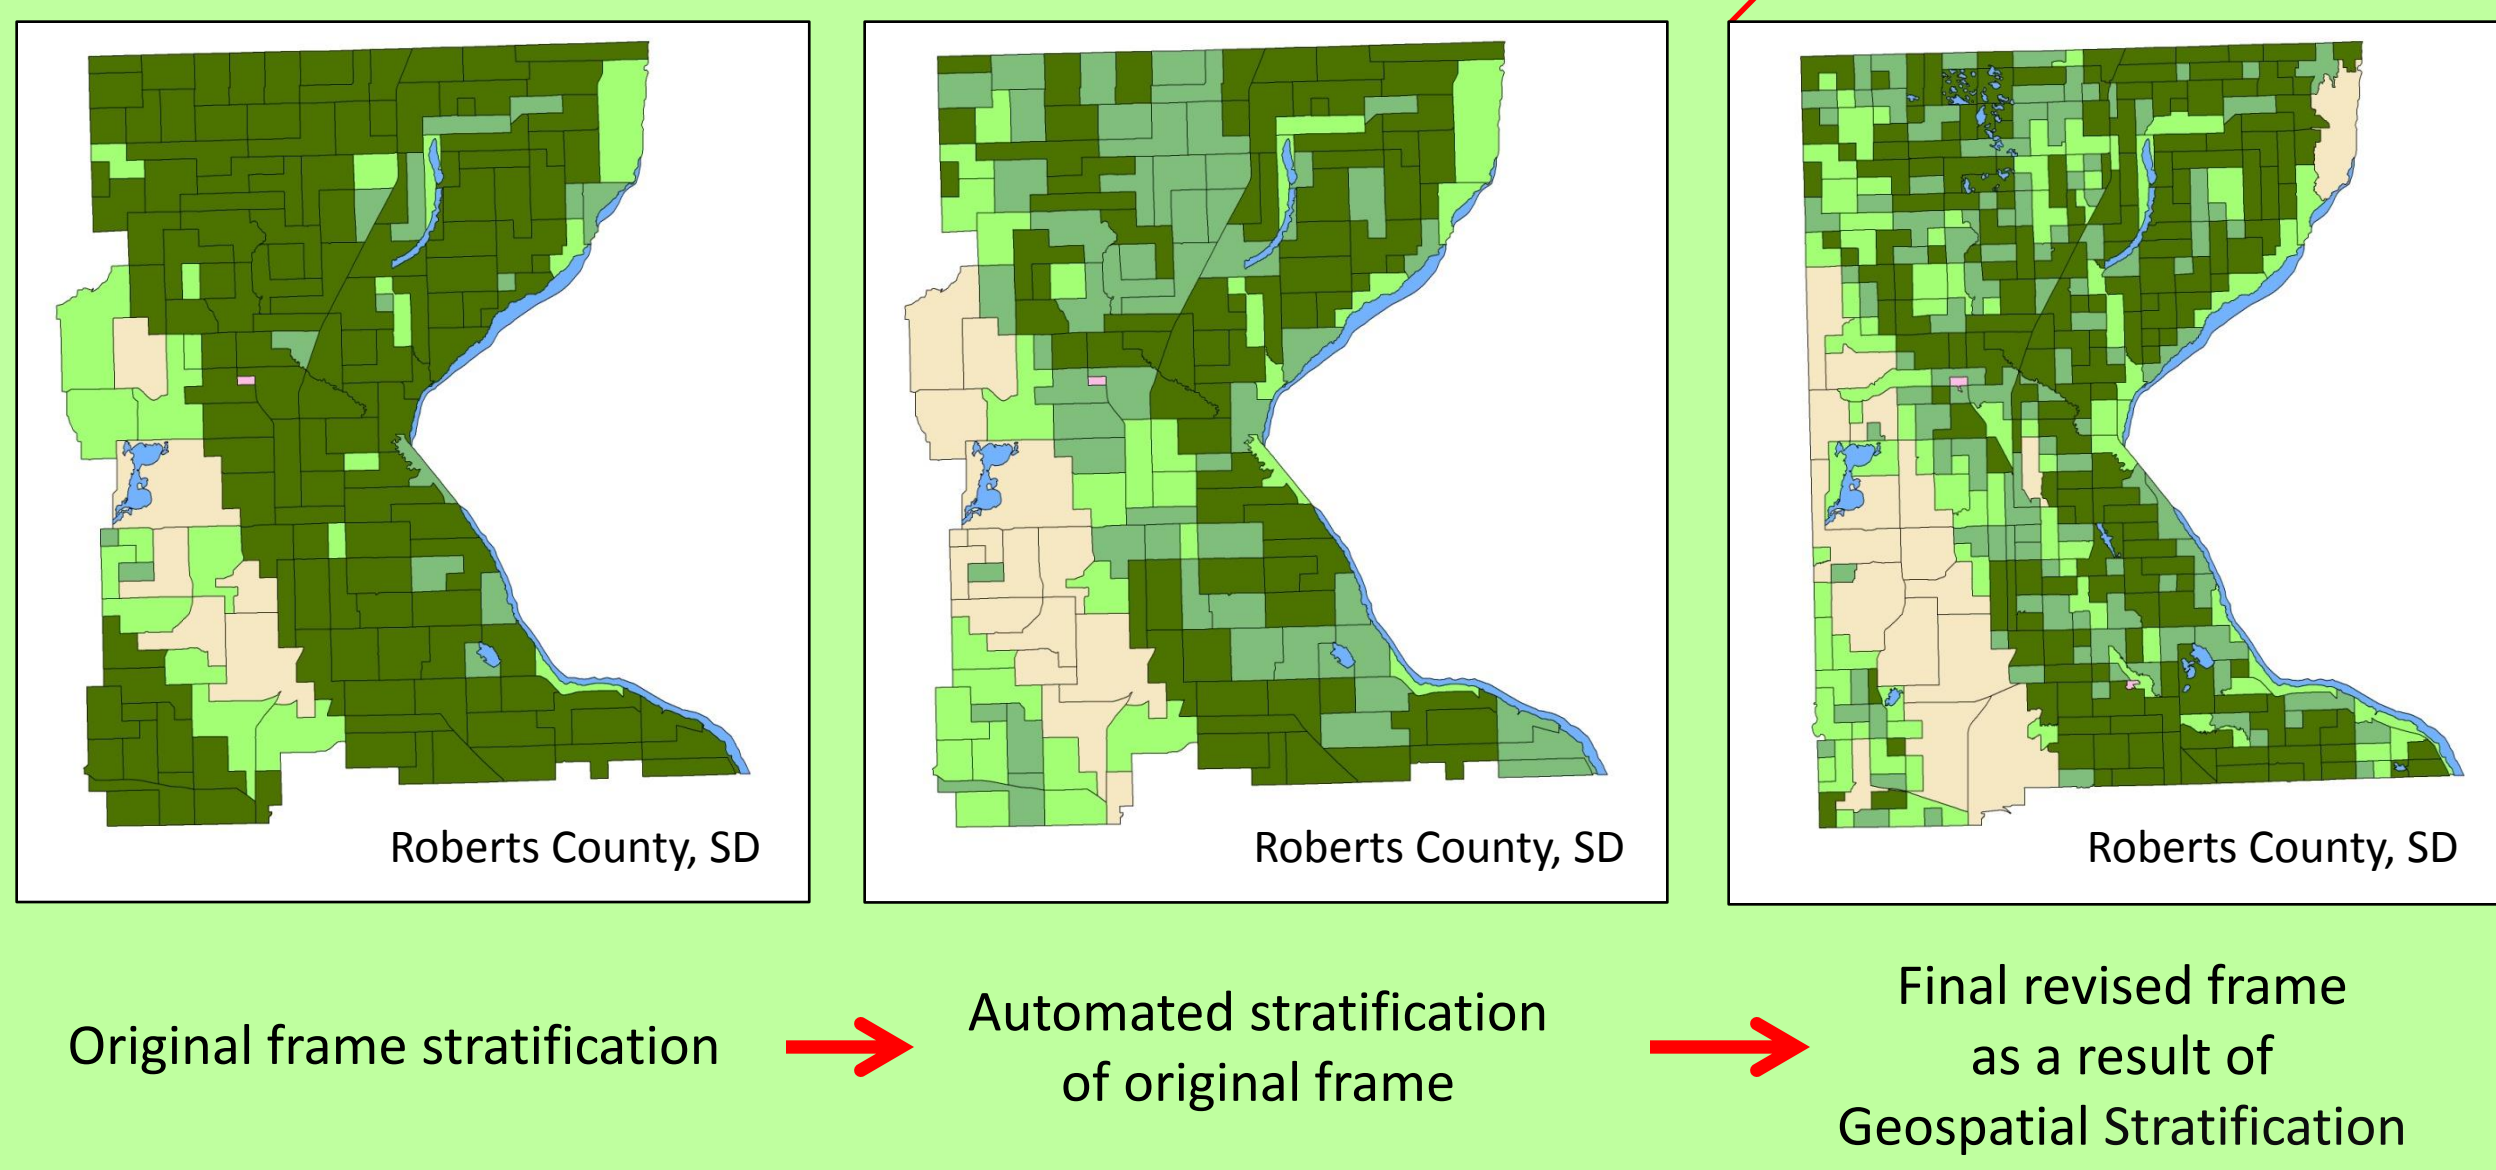 Roberts County, SD
Roberts County, SD
Roberts County, SD
Original frame stratification
Automated stratification
of original frame
Final revised frame
as a result of
Geospatial Stratification